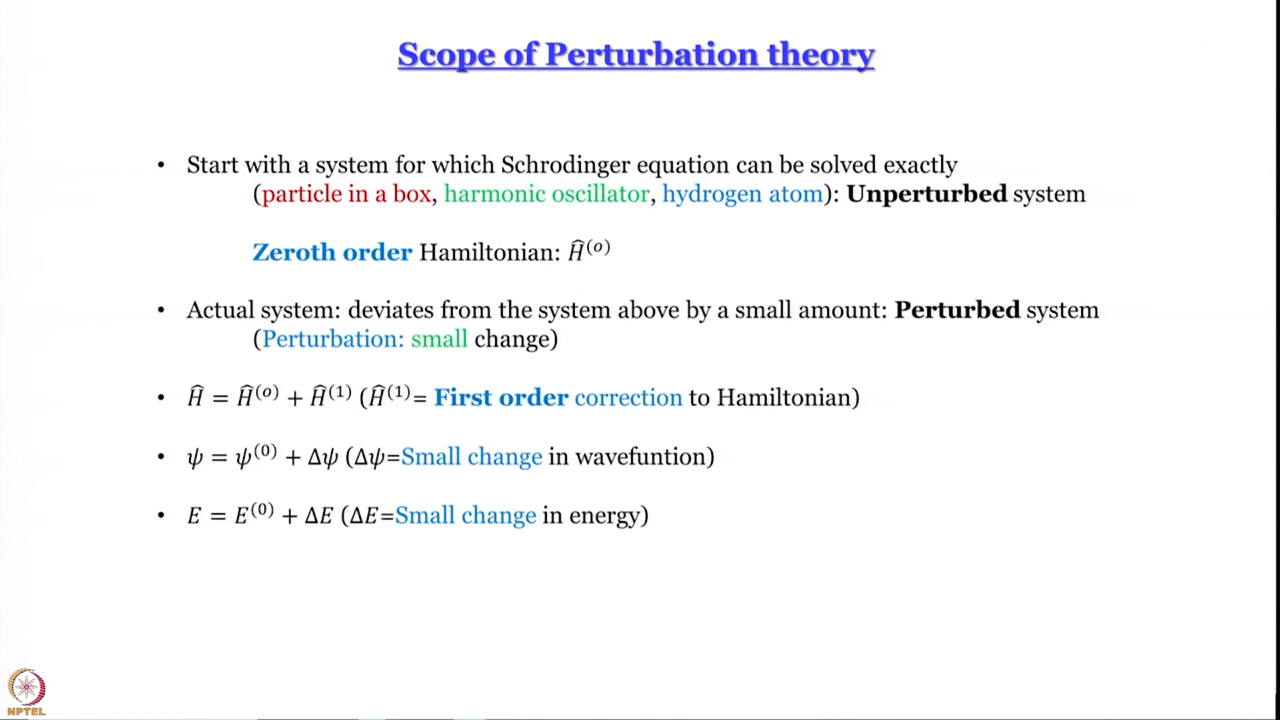 Scope of Perturbation theory
• Start with a system for which Schrodinger equation can be solved exactly
(particle in a box, harmonic oscillator, hydrogen atom): Unperturbed system
Zeroth order Hamiltonian: Ĥ⁽ᵒ⁾
• Actual system: deviates from the system above by a small amount: Perturbed system
(Perturbation: small change)
• Ĥ = Ĥ⁽ᵒ⁾ + Ĥ⁽¹⁾ (Ĥ⁽¹⁾= First order correction to Hamiltonian)
• ψ = ψ⁽⁰⁾ + Δψ (Δψ=Small change in wavefuntion)
• E = E⁽⁰⁾ + ΔE (ΔE=Small change in energy)
NPTEL